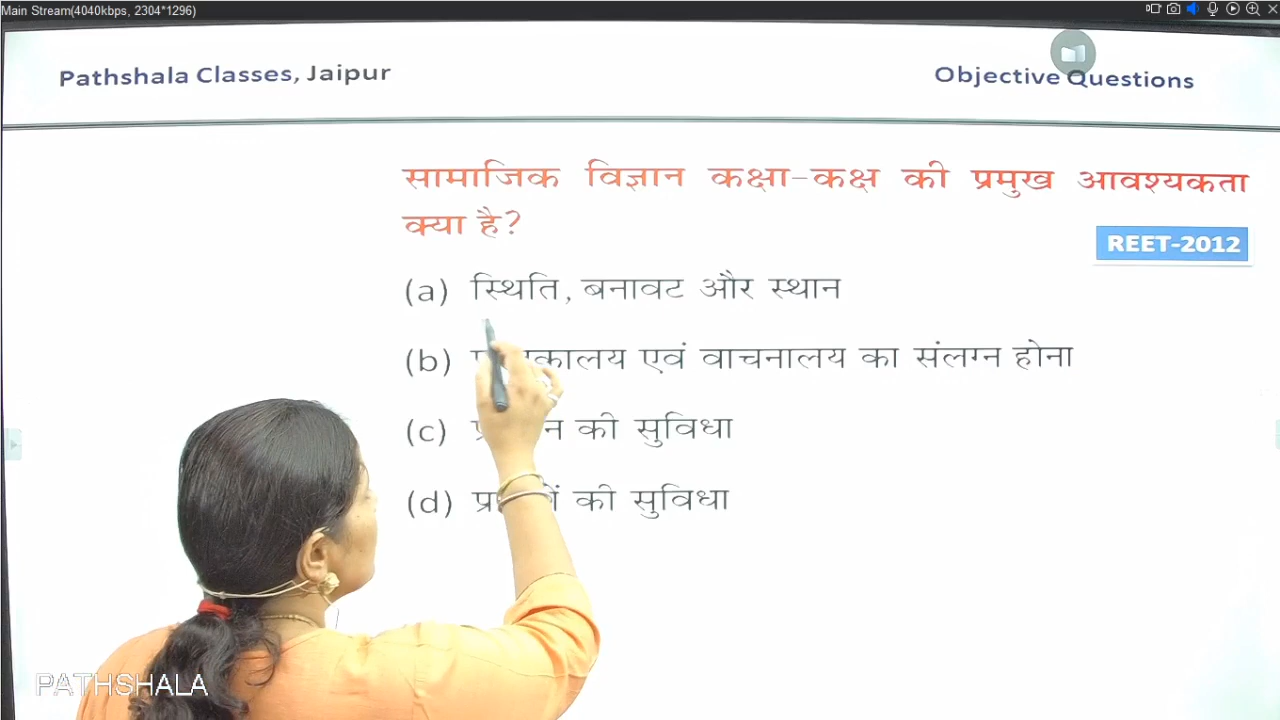 Main Stream(4040kbps, 2304*1296)
Pathshala Classes, Jaipur
Objective Questions
सामाजिक विज्ञान कक्षा-कक्ष की प्रमुख आवश्यकता
क्या है?
REET-2012
(a) स्थिति, बनावट और स्थान
(b) एवं वाचनालय का संलग्न होना
(c) की सुविधा
(d) की सुविधा
PATHSHALA